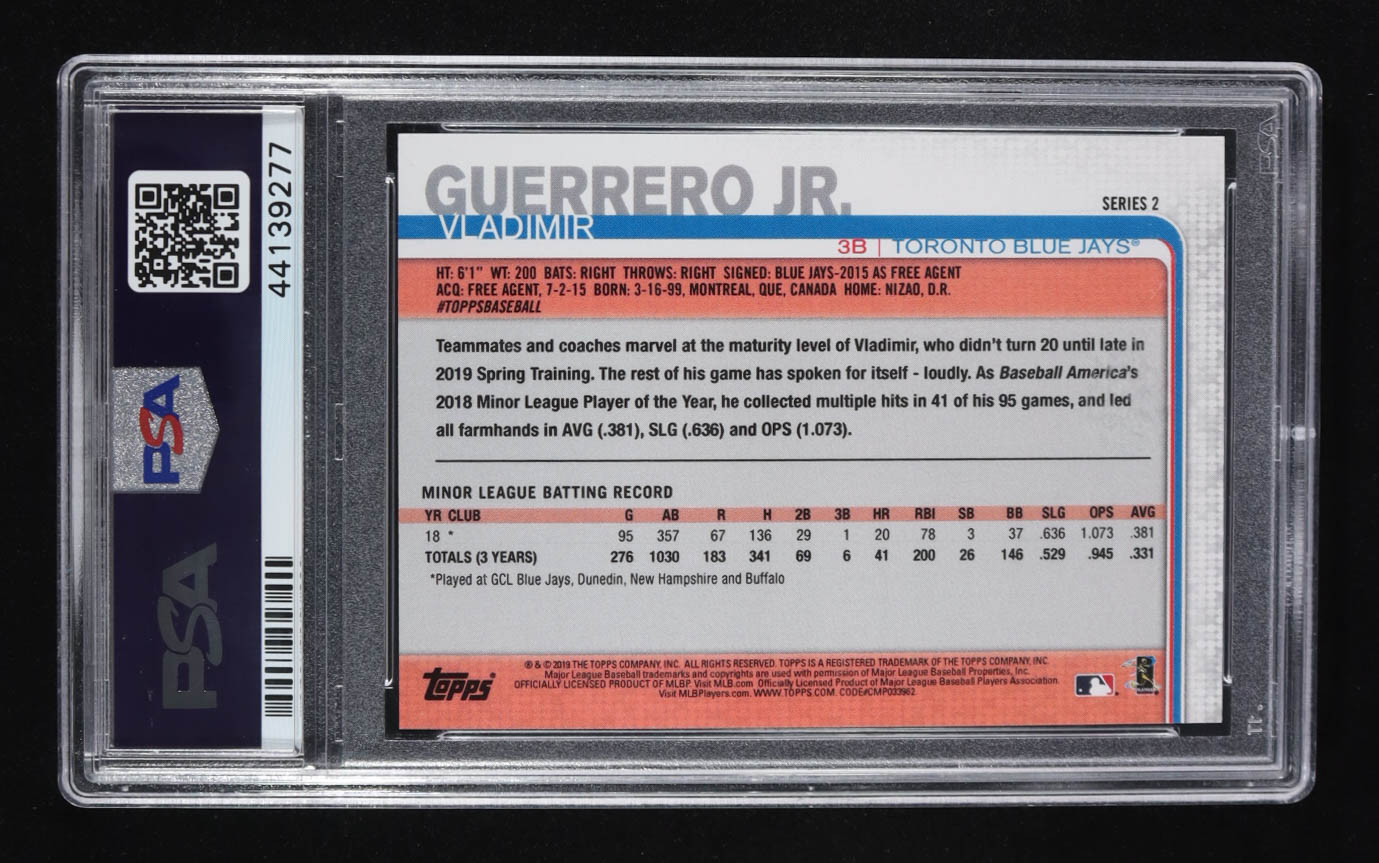 44139277
PSA
PSA
GUERRERO JR.
SERIES 2
VLADIMIR
3B | TORONTO BLUE JAYS®
HT: 6'1" WT: 200 BATS: RIGHT THROWS: RIGHT SIGNED: BLUE JAYS-2015 AS FREE AGENT
ACQ: FREE AGENT, 7-2-15 BORN: 3-16-99, MONTREAL, QUE, CANADA HOME: NIZAO, D.R.
#TOPPSBASEBALL
Teammates and coaches marvel at the maturity level of Vladimir, who didn't turn 20 until late in
2019 Spring Training. The rest of his game has spoken for itself - loudly. As Baseball America's
2018 Minor League Player of the Year, he collected multiple hits in 41 of his 95 games, and led
all farmhands in AVG (.381), SLG (.636) and OPS (1.073).
MINOR LEAGUE BATTING RECORD
YR CLUB G AB R H 2B 3B HR RBI SB BB SLG OPS AVG
18 * 95 357 67 136 29 1 20 78 3 37 .636 1.073 .381
TOTALS (3 YEARS) 276 1030 183 341 69 6 41 200 26 146 .529 .945 .331
*Played at GCL Blue Jays, Dunedin, New Hampshire and Buffalo
Topps®
® & © 2019 THE TOPPS COMPANY, INC. ALL RIGHTS RESERVED. TOPPS IS A REGISTERED TRADEMARK OF THE TOPPS COMPANY, INC.
Major League Baseball trademarks and copyrights are used with permission of Major League Baseball Properties, Inc.
OFFICIALLY LICENSED PRODUCT OF MLBP. Visit MLB.com Officially Licensed Product of Major League Baseball Players Association.
Visit MLBPlayers.com. WWW.TOPPS.COM. CODE#CMP033962
PSA